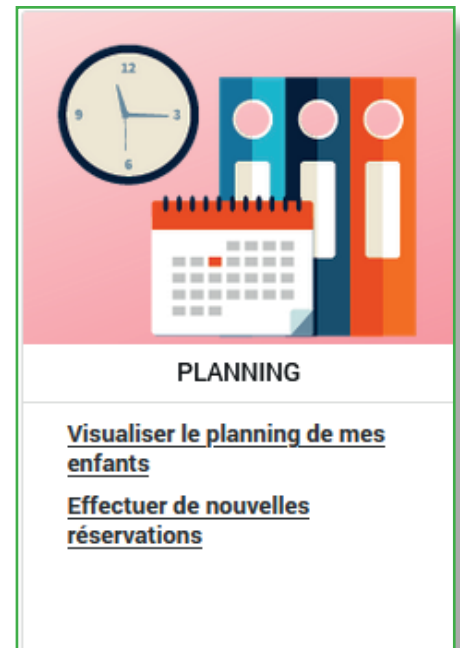 12
9
3
6
PLANNING
Visualiser le planning de mes
enfants
Effectuer de nouvelles
réservations